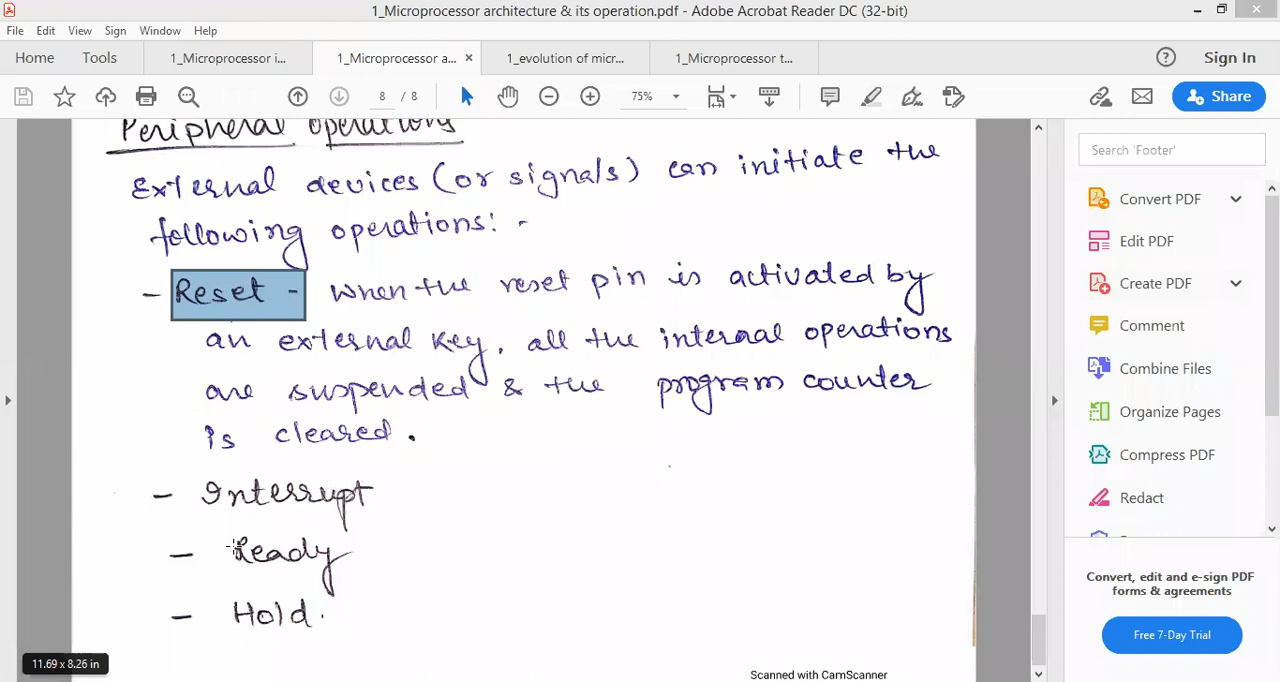 1_Microprocessor architecture & its operation.pdf - Adobe Acrobat Reader DC (32-bit)
File Edit View Sign Window Help
Home Tools 1_Microprocessor i... 1_Microprocessor a... × 1_evolution of micr... 1_Microprocessor t... Sign In
8 / 8 75% Share
Peripheral operations
External devices (or signals) can initiate the
following operations: -
- Reset - When the reset pin is activated by
an external key, all the internal operations
are suspended & the program counter
is cleared.
- Interrupt
- Ready
- Hold.
11.69 x 8.26 in
Scanned with CamScanner
Search 'Footer'
Convert PDF
Edit PDF
Create PDF
Comment
Combine Files
Organize Pages
Compress PDF
Redact
Convert, edit and e-sign PDF
forms & agreements
Free 7-Day Trial